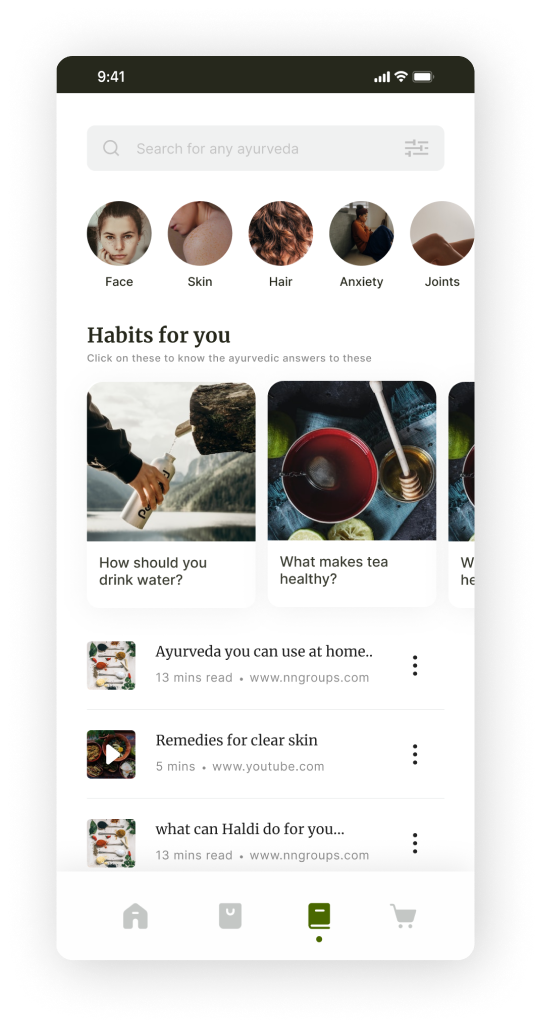 9:41
Search for any ayurveda
Face
Skin
Hair
Anxiety
Joints
Habits for you
Click on these to know the ayurvedic answers to these
How should you
drink water?
What makes tea
healthy?
Ayurveda you can use at home..
13 mins read • www.nngroups.com
Remedies for clear skin
5 mins • www.youtube.com
what can Haldi do for you...
13 mins read • www.nngroups.com